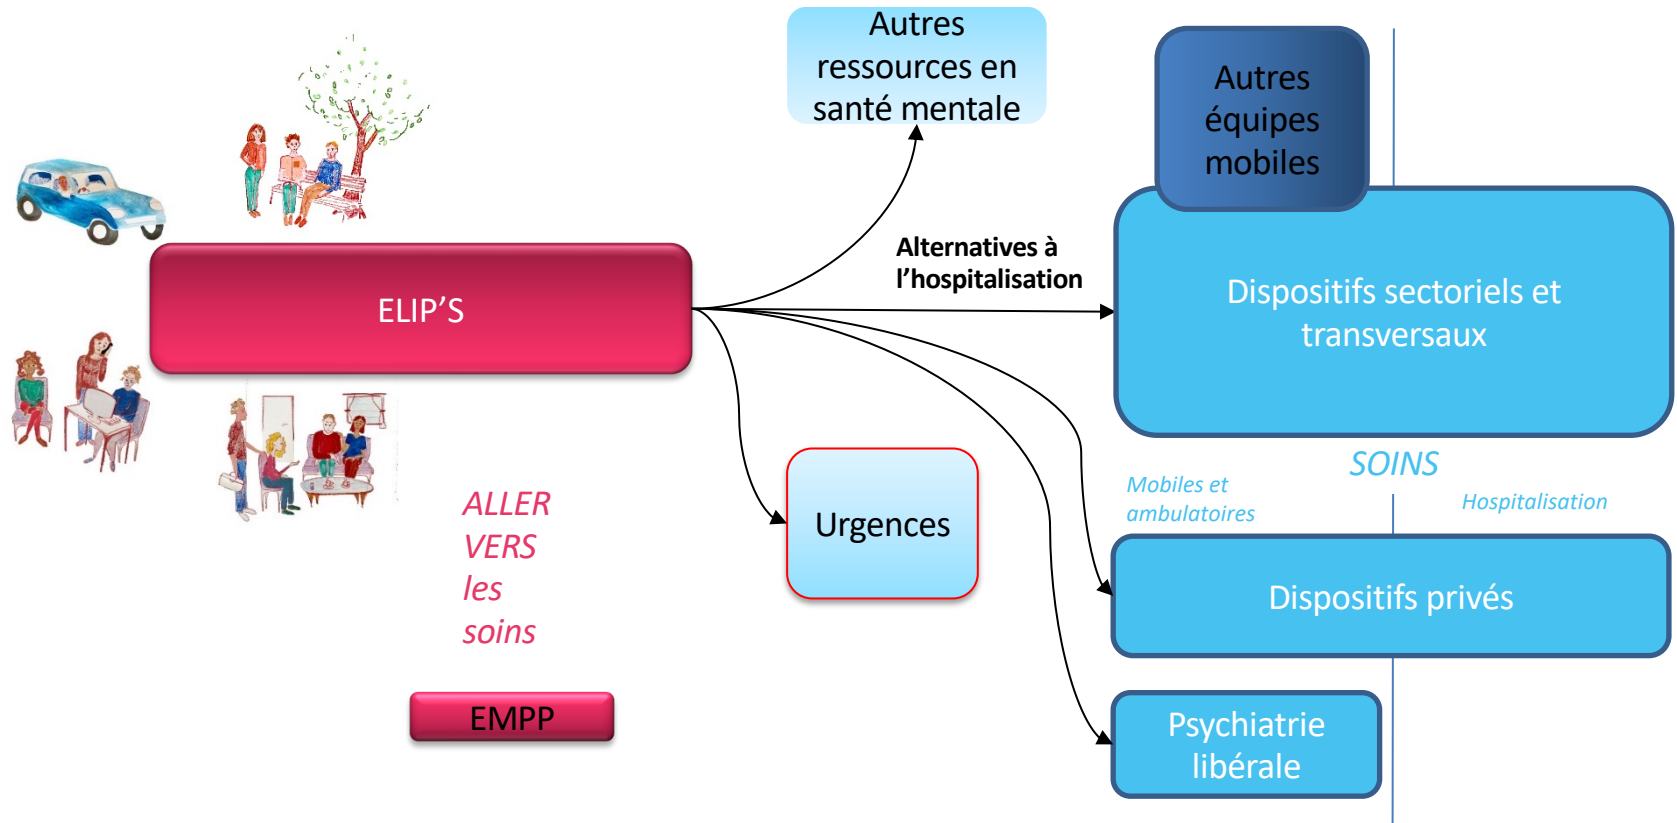 Autres
ressources en
santé mentale
Autres
équipes
mobiles
ELIP’S
Alternatives à
l’hospitalisation
Dispositifs sectoriels et
transversaux
SOINS
Mobiles et
ambulatoires
Hospitalisation
Urgences
ALLER
VERS
les
soins
Dispositifs privés
EMPP
Psychiatrie
libérale